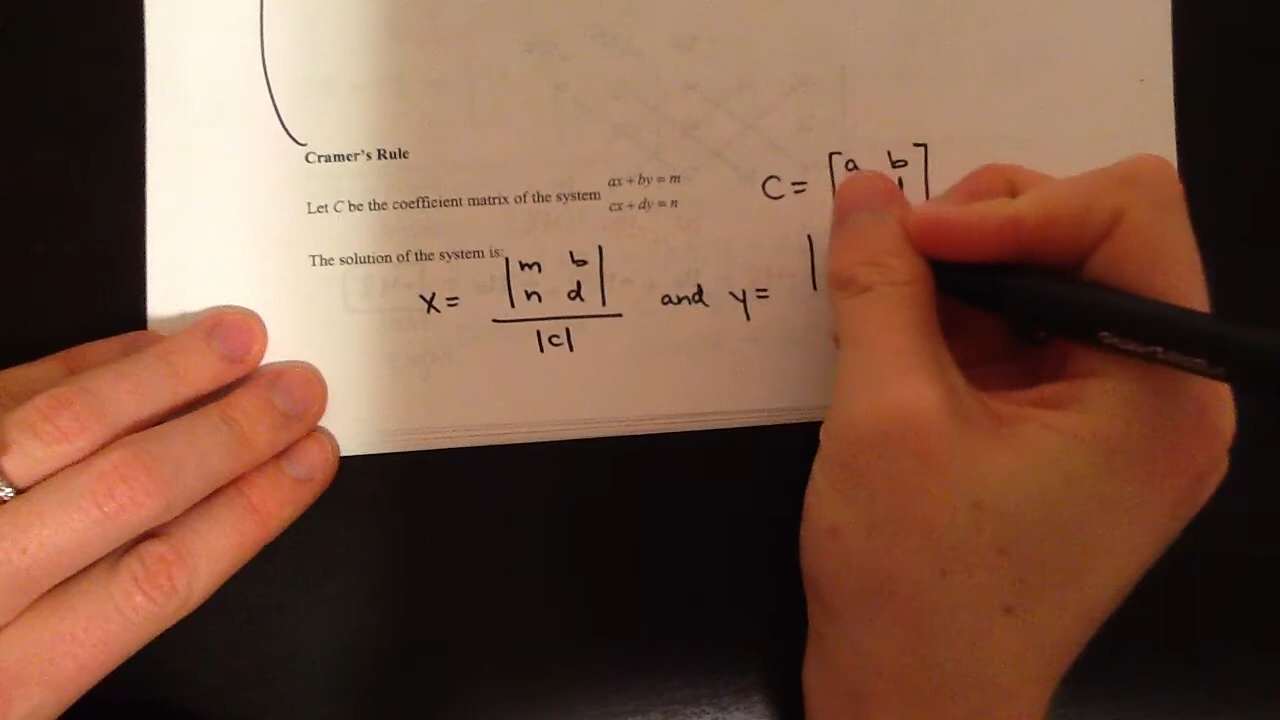 Cramer's Rule
Let C be the coefficient matrix of the system ax + by = m
cx + dy = n
C = [a b
The solution of the system is:
x = |m b|
|n d|
|c|
and y = |